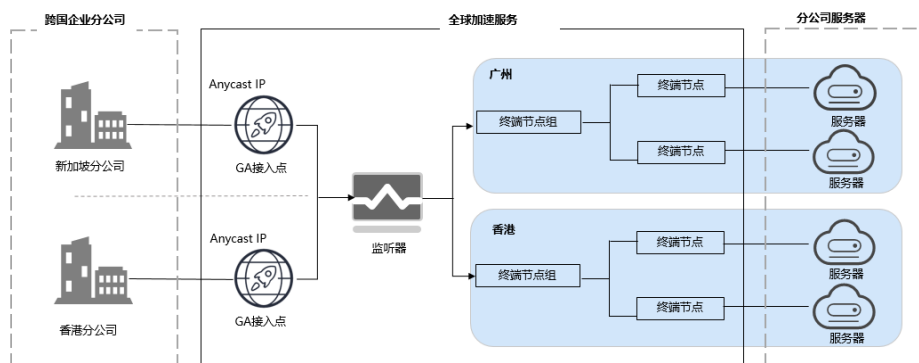 跨国企业分公司
全球加速服务
分公司服务器
Anycast IP
GA接入点
新加坡分公司
Anycast IP
GA接入点
香港分公司
监听器
广州
终端节点组
终端节点
服务器
终端节点
服务器
香港
终端节点组
终端节点
服务器
终端节点
服务器